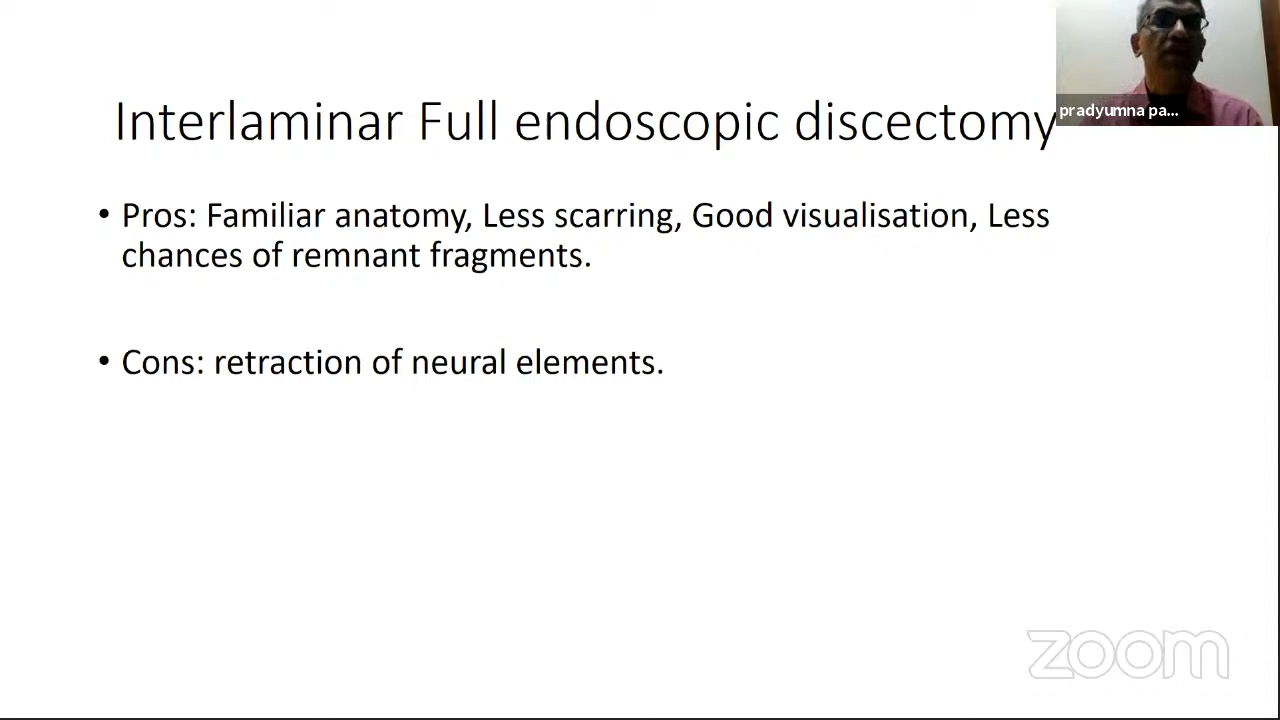 Interlaminar Full endoscopic discectomy
pradyumna pa...
• Pros: Familiar anatomy, Less scarring, Good visualisation, Less
chances of remnant fragments.
• Cons: retraction of neural elements.
zoom